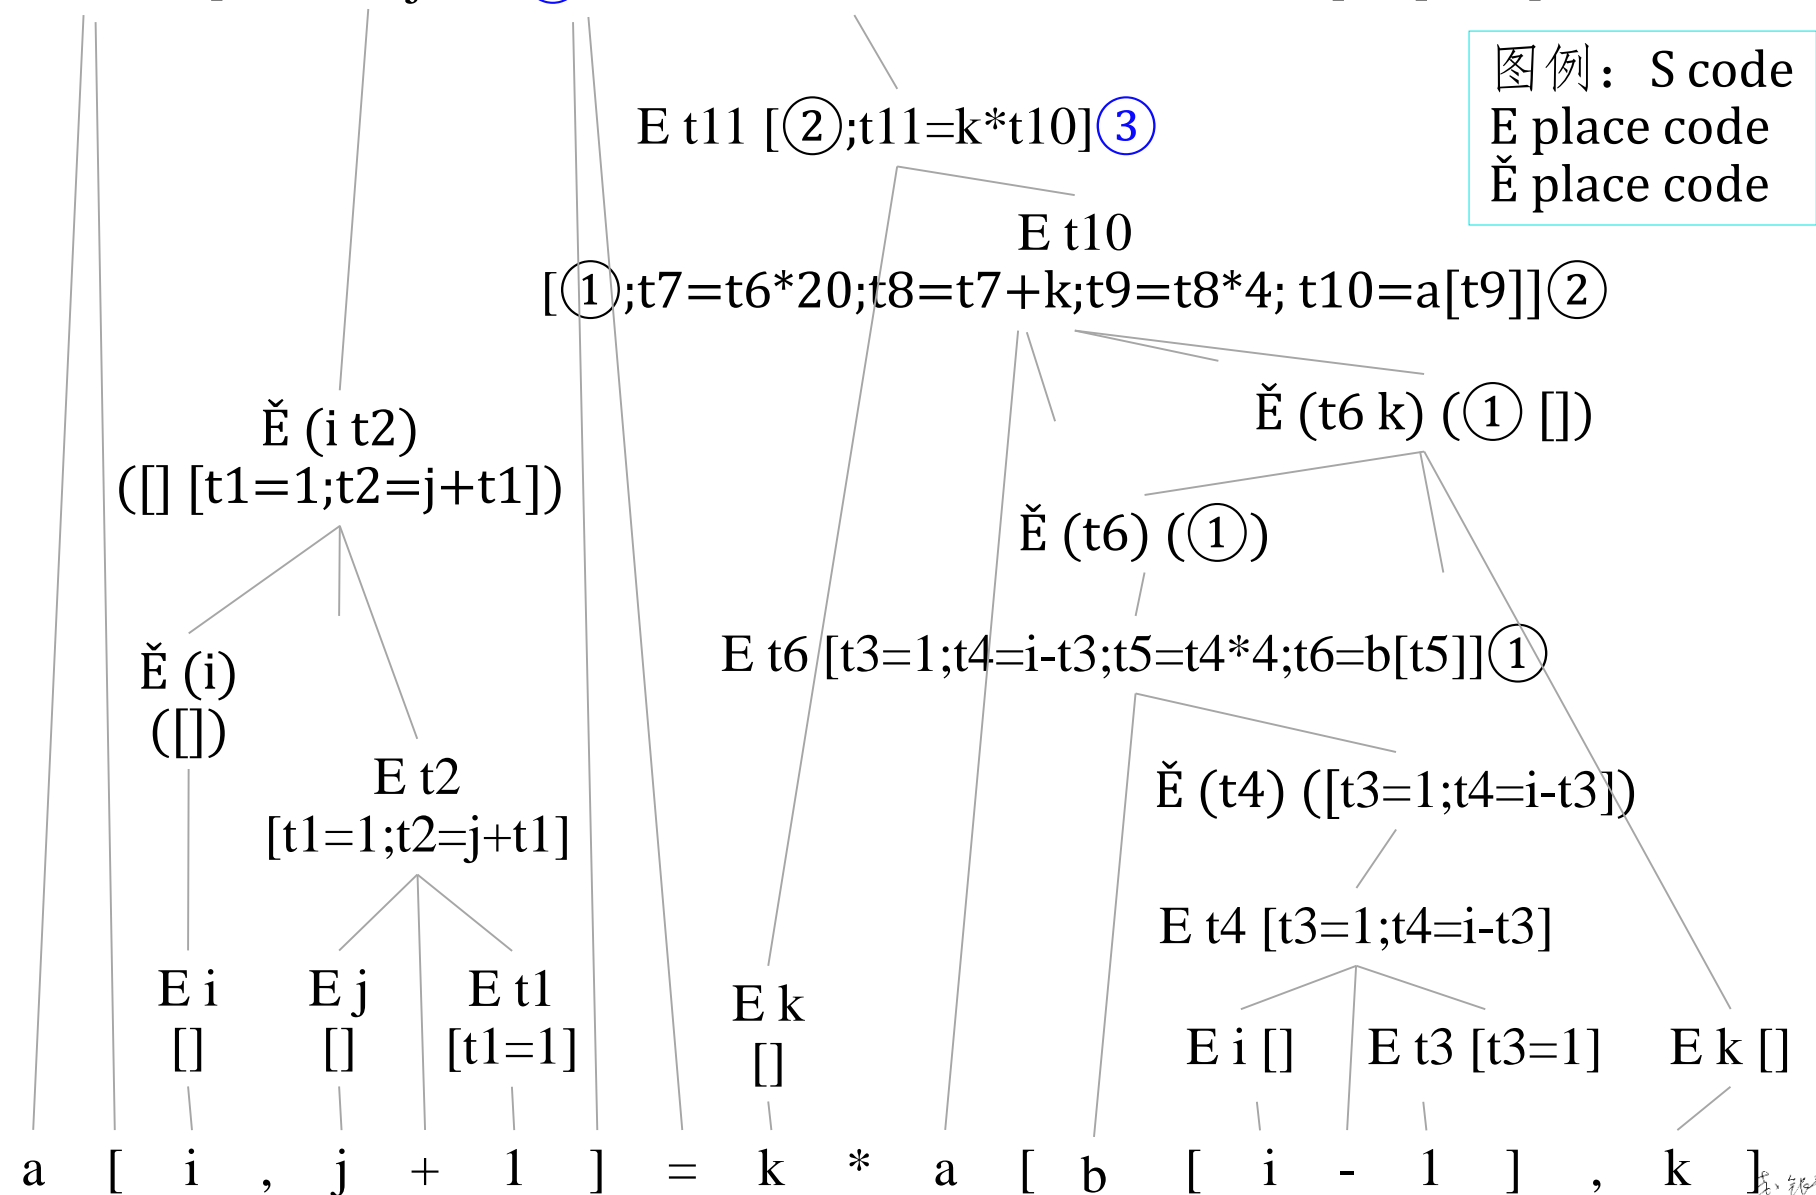 图例：S code
E place code
Ě place code
E t11 [②;t11=k*t10]③
E t10
[①;t7=t6*20;t8=t7+k;t9=t8*4; t10=a[t9]]②
Ě (i t2)
([] [t1=1;t2=j+t1])
Ě (t6 k) (① [])
Ě (t6) (①)
E t6 [t3=1;t4=i-t3;t5=t4*4;t6=b[t5]]①
Ě (i)
([])
E t2
[t1=1;t2=j+t1]
Ě (t4) ([t3=1;t4=i-t3])
E t4 [t3=1;t4=i-t3]
E i
[]
E j
[]
E t1
[t1=1]
E k
[]
E i []
E t3 [t3=1]
E k []
a [ i , j + 1 ] = k * a [ b [ i - 1 ] , k ]